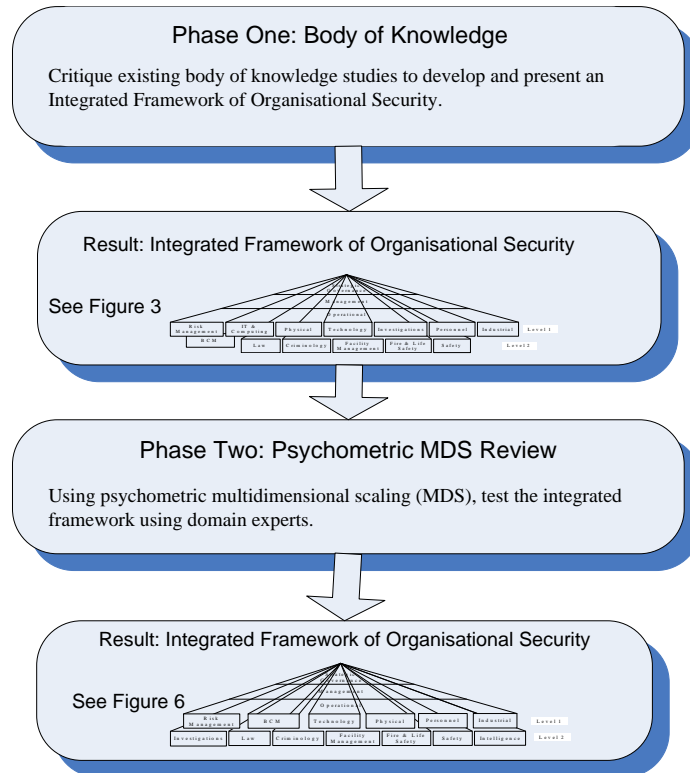 Phase One: Body of Knowledge
Critique existing body of knowledge studies to develop and present an
Integrated Framework of Organisational Security.
Result: Integrated Framework of Organisational Security
See Figure 3
Strategic
Governance
Management
Operational
Risk
Management
IT &
Computing
Physical
Technology
Investigations
Personnel
Industrial
Level 1
BCM
Law
Criminology
Facility
Management
Fire & Life
Safety
Safety
Level 2
Phase Two: Psychometric MDS Review
Using psychometric multidimensional scaling (MDS), test the integrated
framework using domain experts.
Result: Integrated Framework of Organisational Security
See Figure 6
Governance
Management
Operational
Risk
Management
BCM
Technology
Physical
Personnel
Industrial
Level 1
Investigations
Law
Criminology
Facility
Management
Fire & Life
Safety
Safety
Intelligence
Level 2